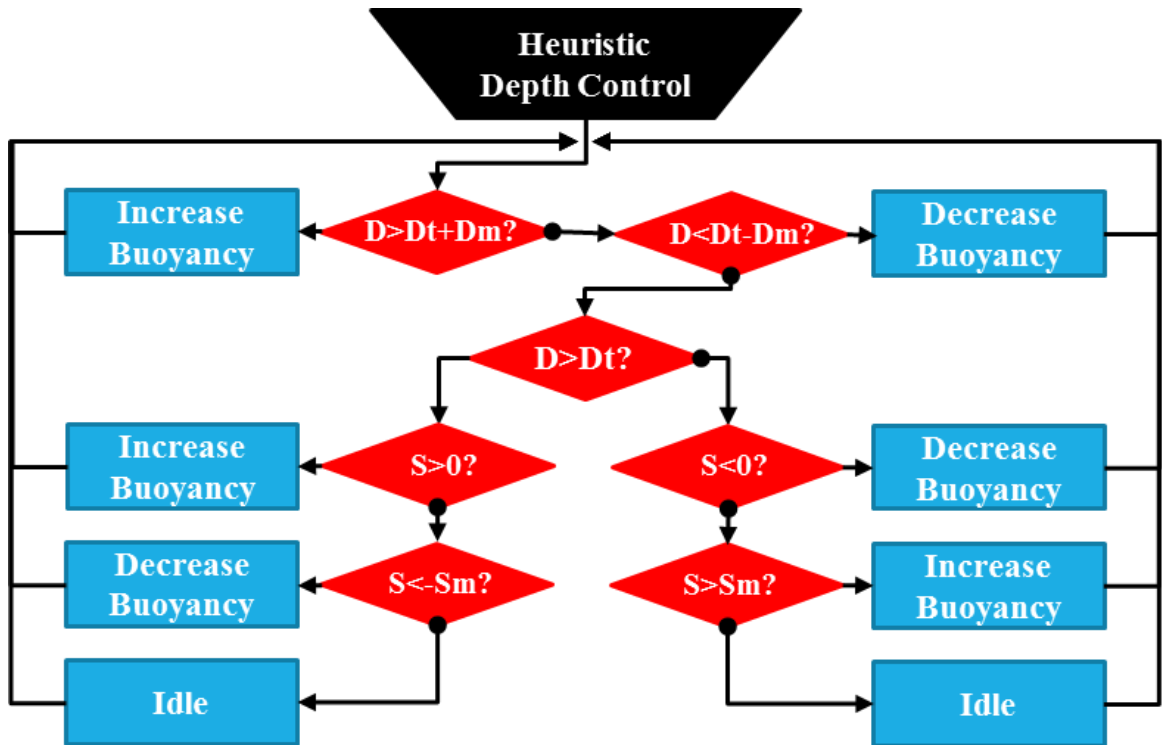 Heuristic
Depth Control
Increase
Buoyancy
D>Dt+Dm?
D<Dt-Dm?
Decrease
Buoyancy
D>Dt?
Increase
Buoyancy
S>0?
S<0?
Decrease
Buoyancy
Decrease
Buoyancy
S<-Sm?
S>Sm?
Increase
Buoyancy
Idle
Idle